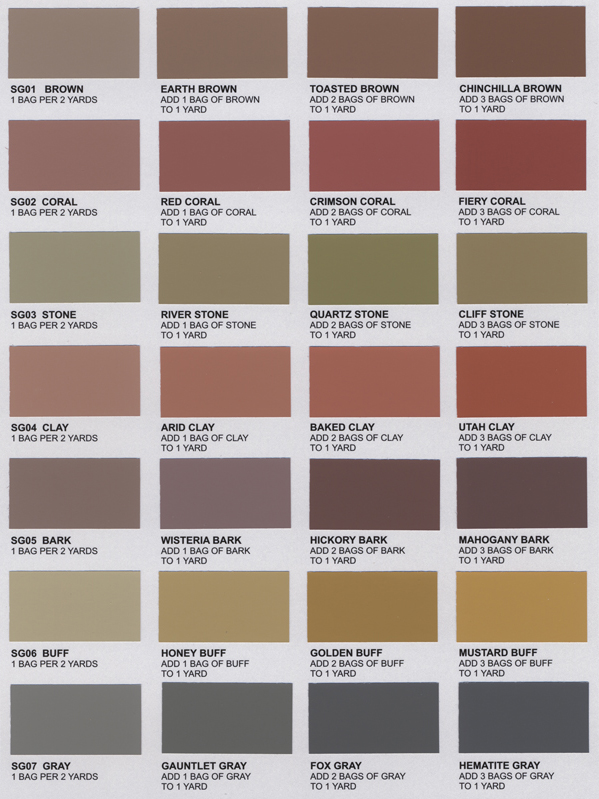 SG01 BROWN
1 BAG PER 2 YARDS
EARTH BROWN
ADD 1 BAG OF BROWN
TO 1 YARD
TOASTED BROWN
ADD 2 BAGS OF BROWN
TO 1 YARD
CHINCHILLA BROWN
ADD 3 BAGS OF BROWN
TO 1 YARD
SG02 CORAL
1 BAG PER 2 YARDS
RED CORAL
ADD 1 BAG OF CORAL
TO 1 YARD
CRIMSON CORAL
ADD 2 BAGS OF CORAL
TO 1 YARD
FIERY CORAL
ADD 3 BAGS OF CORAL
TO 1 YARD
SG03 STONE
1 BAG PER 2 YARDS
RIVER STONE
ADD 1 BAG OF STONE
TO 1 YARD
QUARTZ STONE
ADD 2 BAGS OF STONE
TO 1 YARD
CLIFF STONE
ADD 3 BAGS OF STONE
TO 1 YARD
SG04 CLAY
1 BAG PER 2 YARDS
ARID CLAY
ADD 1 BAG OF CLAY
TO 1 YARD
BAKED CLAY
ADD 2 BAGS OF CLAY
TO 1 YARD
UTAH CLAY
ADD 3 BAGS OF CLAY
TO 1 YARD
SG05 BARK
1 BAG PER 2 YARDS
WISTERIA BARK
ADD 1 BAG OF BARK
TO 1 YARD
HICKORY BARK
ADD 2 BAGS OF BARK
TO 1 YARD
MAHOGANY BARK
ADD 3 BAGS OF BARK
TO 1 YARD
SG06 BUFF
1 BAG PER 2 YARDS
HONEY BUFF
ADD 1 BAG OF BUFF
TO 1 YARD
GOLDEN BUFF
ADD 2 BAGS OF BUFF
TO 1 YARD
MUSTARD BUFF
ADD 3 BAGS OF BUFF
TO 1 YARD
SG07 GRAY
1 BAG PER 2 YARDS
GAUNTLET GRAY
ADD 1 BAG OF GRAY
TO 1 YARD
FOX GRAY
ADD 2 BAGS OF GRAY
TO 1 YARD
HEMATITE GRAY
ADD 3 BAGS OF GRAY
TO 1 YARD